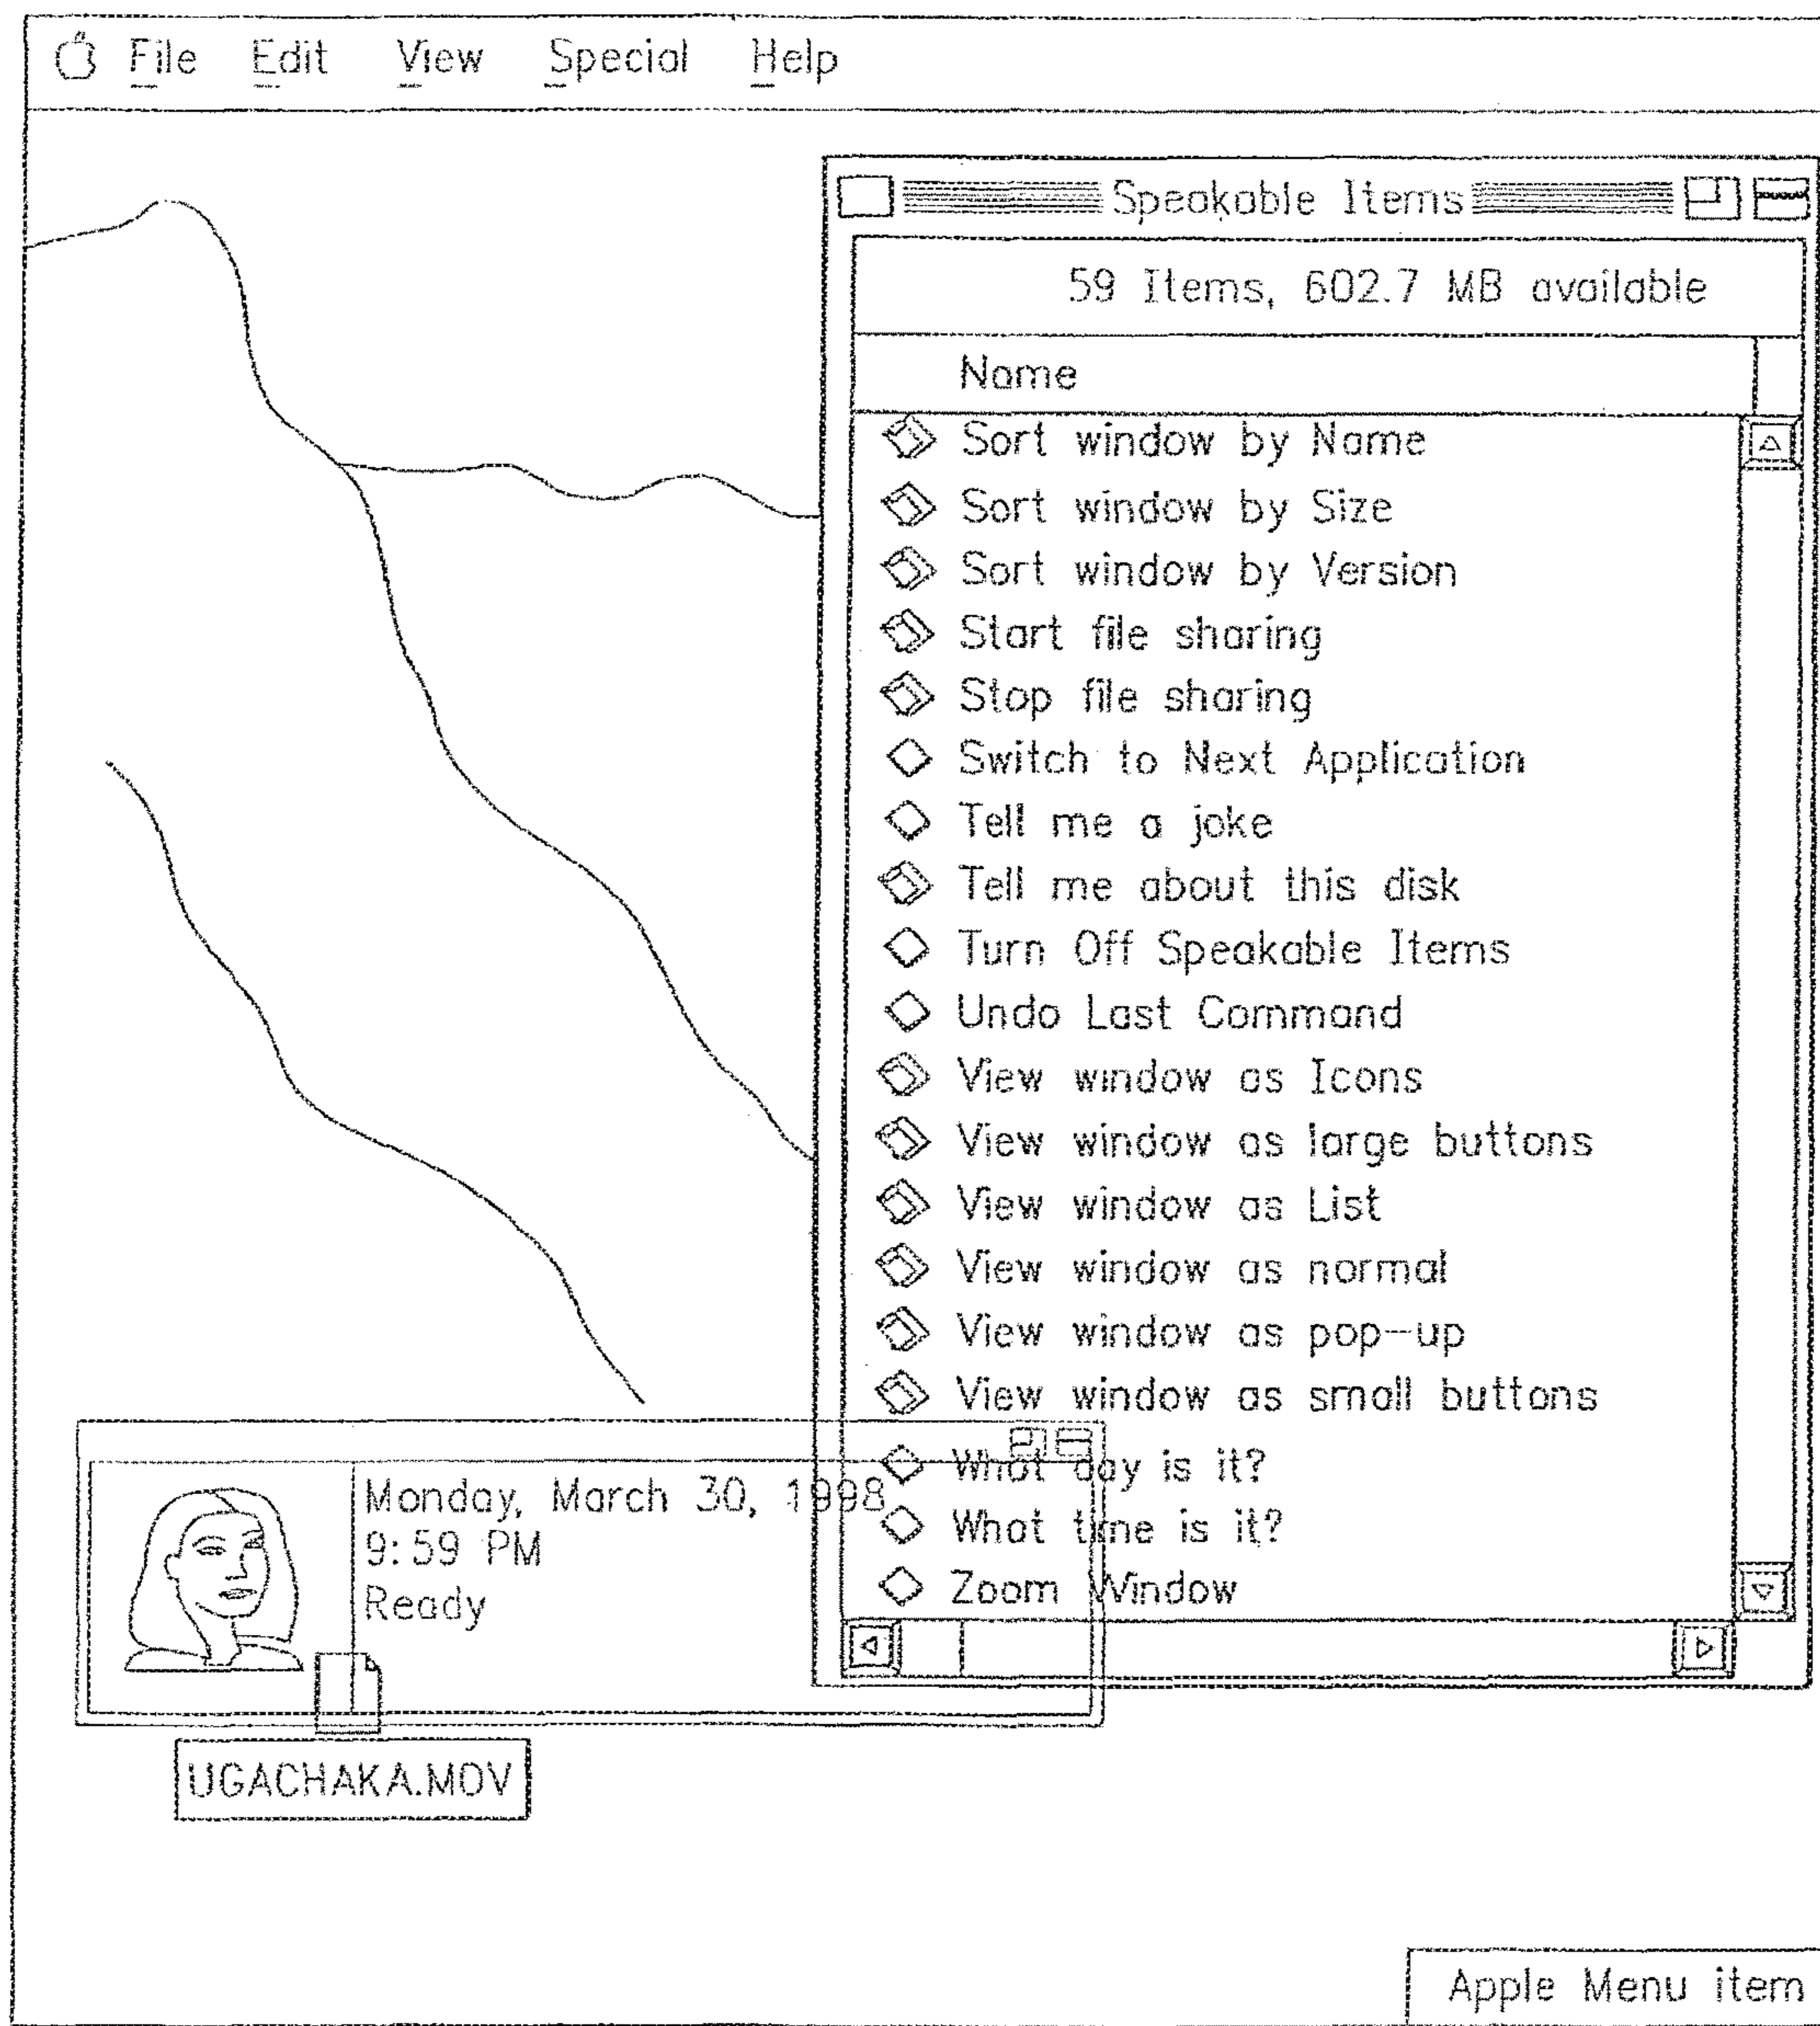 File Edit View Special Help
Speakable Items
59 Items, 602.7 MB available
Name
Sort window by Name
Sort window by Size
Sort window by Version
Start file sharing
Stop file sharing
Switch to Next Application
Tell me a joke
Tell me about this disk
Turn Off Speakable Items
Undo Last Command
View window as Icons
View window as large buttons
View window as List
View window as normal
View window as pop-up
View window as small buttons
What day is it?
What time is it?
Zoom Window
Monday, March 30, 1998
9:59 PM
Ready
UGACHAKA.MOV
Apple Menu item